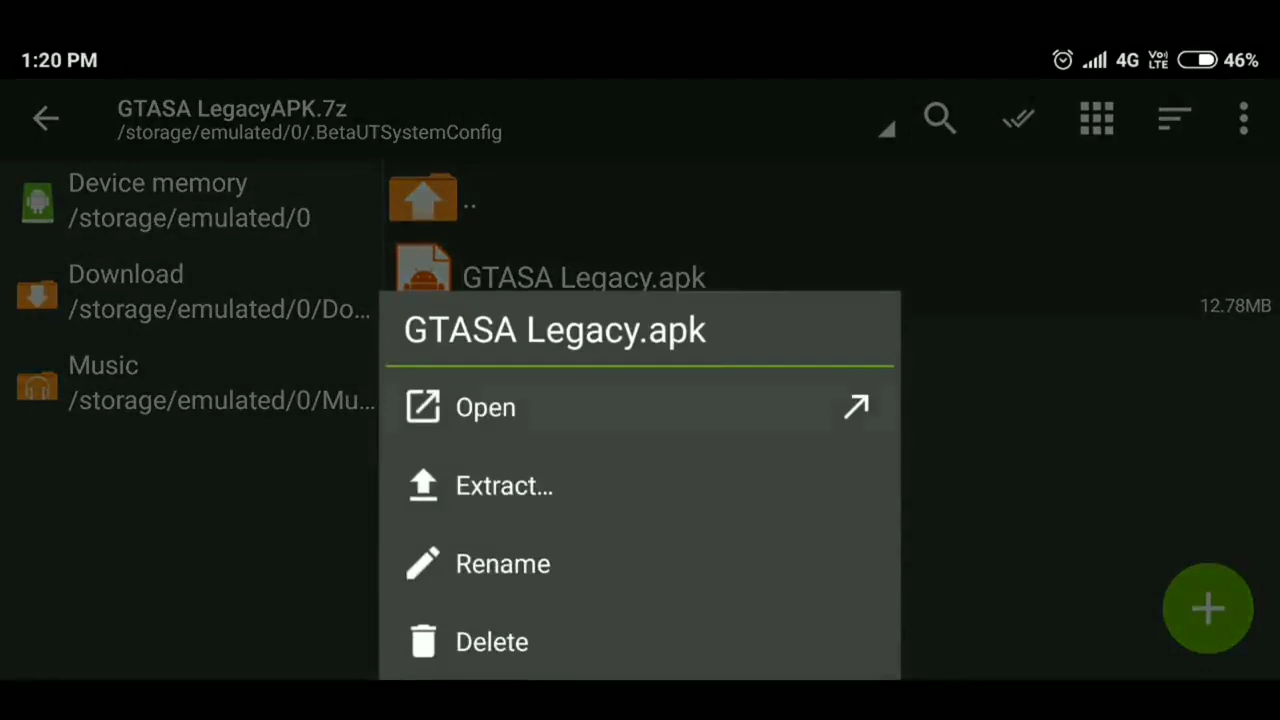 1:20 PM
4G Vo) LTE 46%
GTASA LegacyAPK.7z
/storage/emulated/0/.BetaUTSystemConfig
Device memory
/storage/emulated/0
Download
/storage/emulated/0/Do...
Music
/storage/emulated/0/Mu...
..
GTASA Legacy.apk
12.78MB
GTASA Legacy.apk
Open
Extract...
Rename
Delete